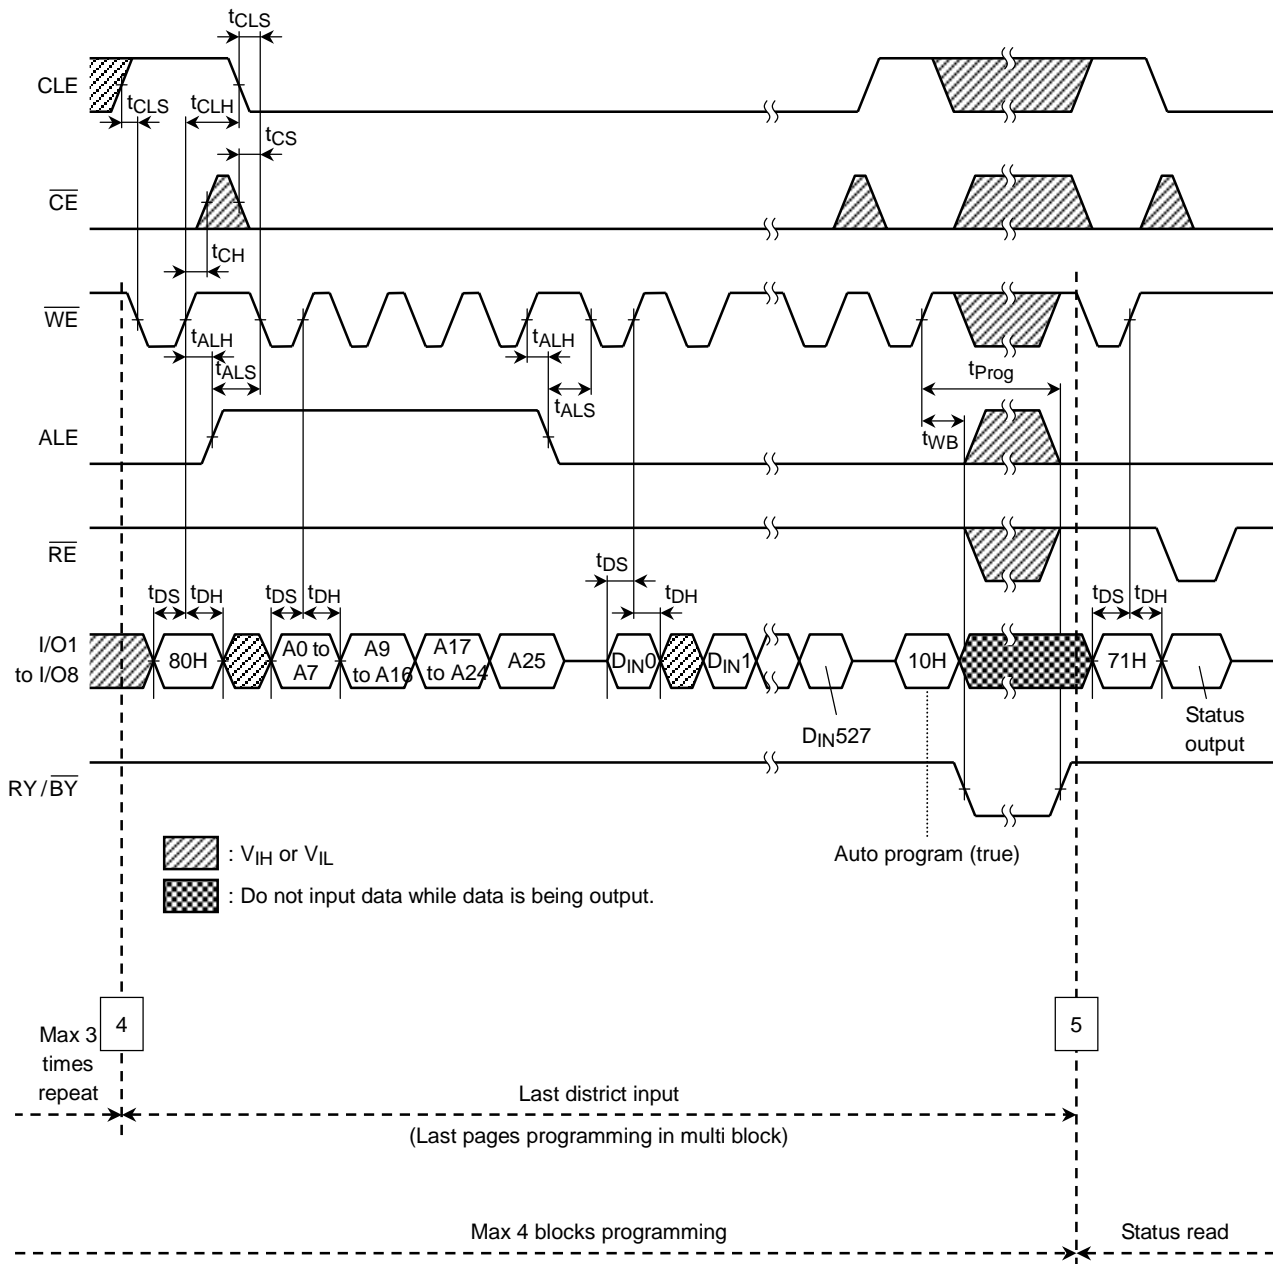 tCLS
CLE
tCLS
tCLH
tCS
CE
tCH
WE
tALH
tALS
tALH
tALS
tProg
tWB
ALE
RE
tDS
tDH
tDS
tDH
tDS
tDH
tDS
tDH
I/O1
to I/O8
80H
A0 to
A7
A9
to A16
A17
to A24
A25
DIN0
DIN1
DIN527
10H
71H
Status
output
RY/BY
Auto program (true)
: VIH or VIL
: Do not input data while data is being output.
4
5
Max 3
times
repeat
Last district input
(Last pages programming in multi block)
Max 4 blocks programming
Status read